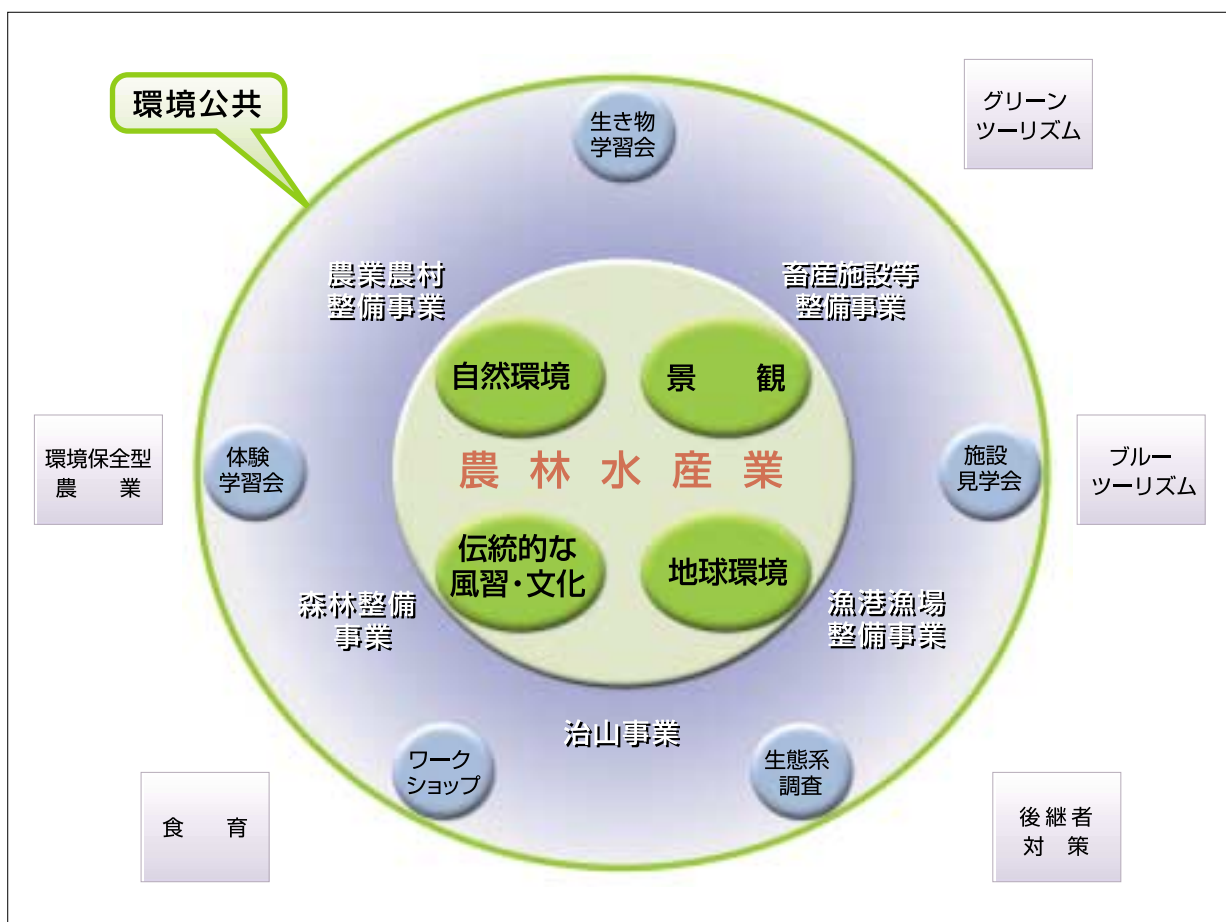 環境公共
生き物
学習会
グリーン
ツーリズム
農業農村
整備事業
畜産施設等
整備事業
自然環境
景　観
環境保全型
農　業
体験
学習会
農林水産業
施設
見学会
ブルー
ツーリズム
伝統的な
風習・文化
地球環境
森林整備
事業
漁港漁場
整備事業
治山事業
ワーク
ショップ
生態系
調査
食　育
後継者
対　策